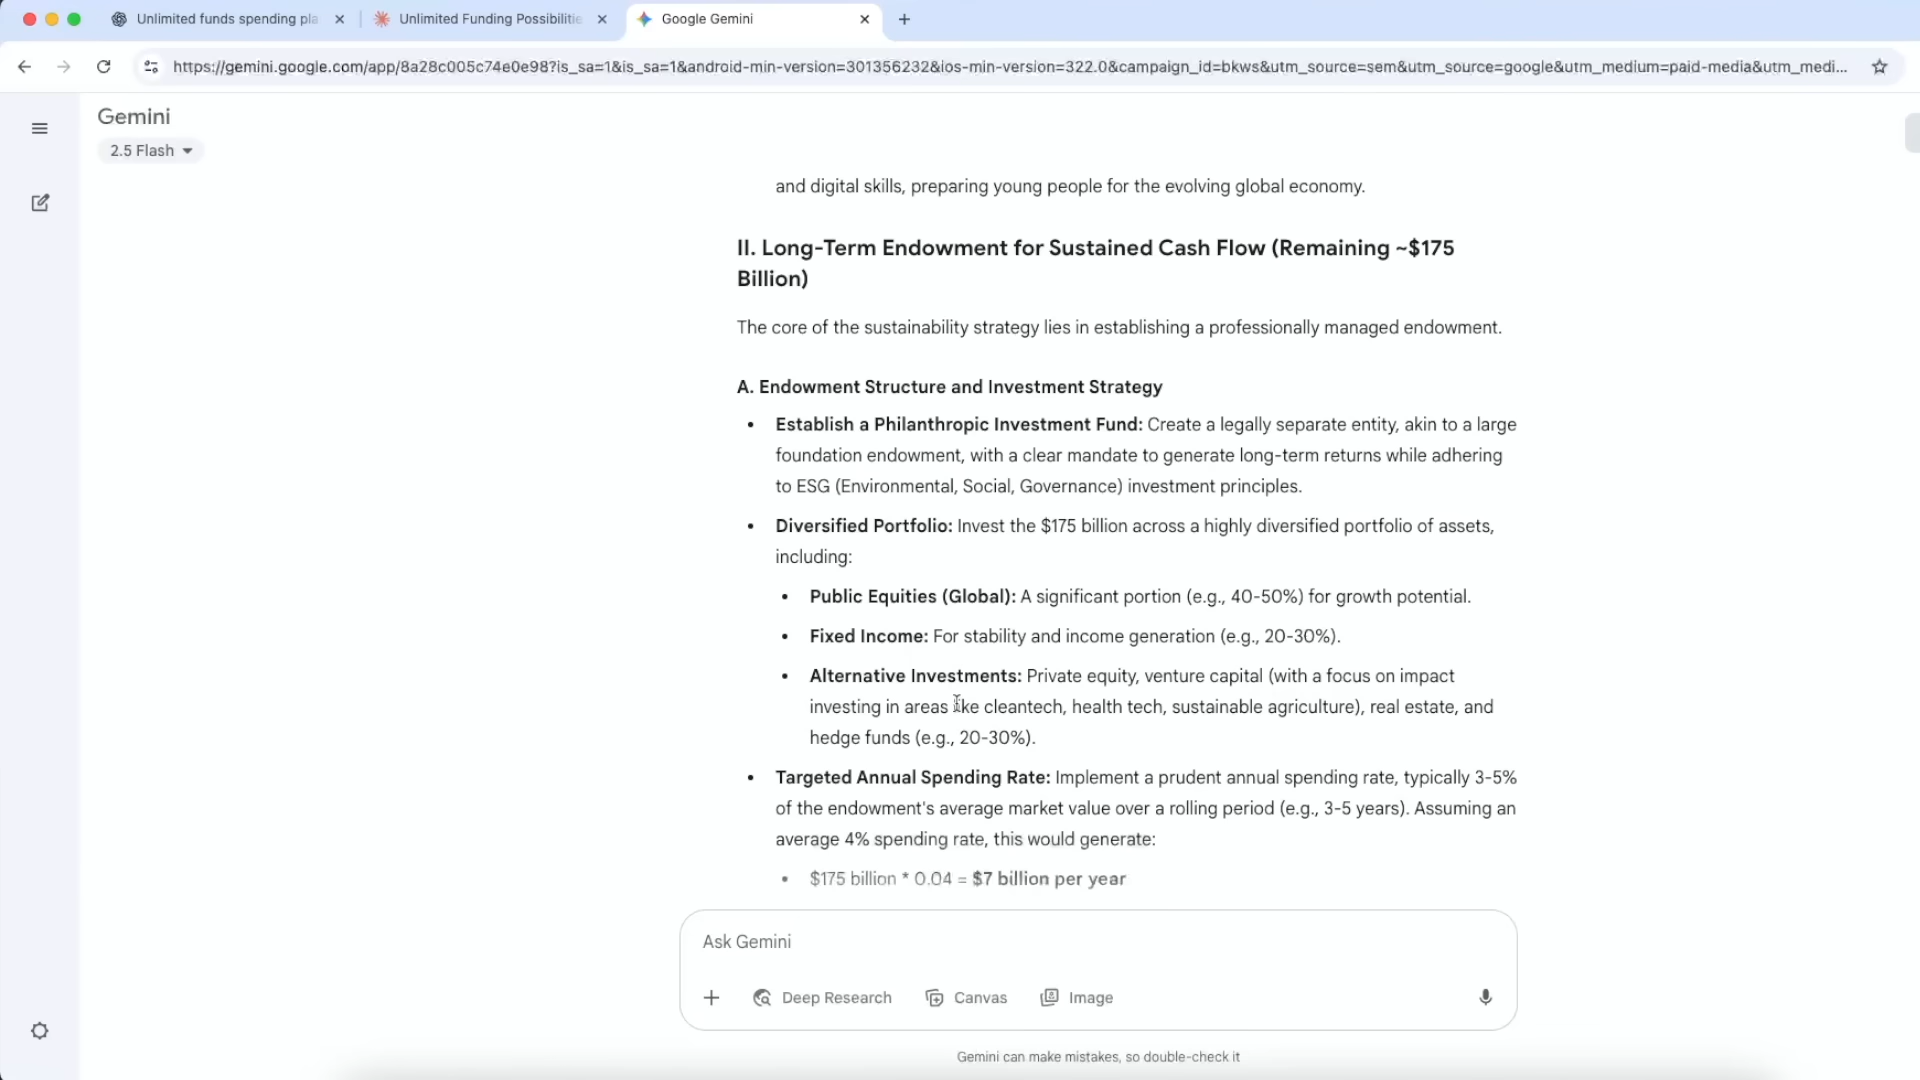 Unlimited funds spending pla
Unlimited Funding Possibilitie
Google Gemini
https://gemini.google.com/app/8a28c005c74e0e98?is_sa=1&is_sa=1&android-min-version=301356232&ios-min-version=322.0&campaign_id=bkws&utm_source=sem&utm_source=google&utm_medium=paid-media&utm_medi...
Gemini
2.5 Flash
and digital skills, preparing young people for the evolving global economy.
II. Long-Term Endowment for Sustained Cash Flow (Remaining ~$175
Billion)
The core of the sustainability strategy lies in establishing a professionally managed endowment.
A. Endowment Structure and Investment Strategy
• Establish a Philanthropic Investment Fund: Create a legally separate entity, akin to a large
foundation endowment, with a clear mandate to generate long-term returns while adhering
to ESG (Environmental, Social, Governance) investment principles.
• Diversified Portfolio: Invest the $175 billion across a highly diversified portfolio of assets,
including:
• Public Equities (Global): A significant portion (e.g., 40-50%) for growth potential.
• Fixed Income: For stability and income generation (e.g., 20-30%).
• Alternative Investments: Private equity, venture capital (with a focus on impact
investing in areas like cleantech, health tech, sustainable agriculture), real estate, and
hedge funds (e.g., 20-30%).
• Targeted Annual Spending Rate: Implement a prudent annual spending rate, typically 3-5%
of the endowment's average market value over a rolling period (e.g., 3-5 years). Assuming an
average 4% spending rate, this would generate:
• $175 billion * 0.04 = $7 billion per year
Ask Gemini
Deep Research
Canvas
Image
Gemini can make mistakes, so double-check it